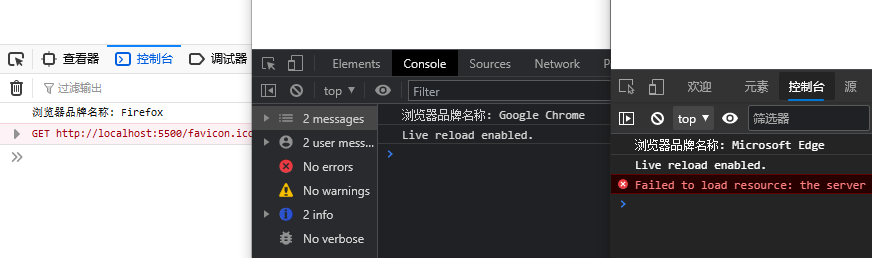 查看器 控制台 调试器
过滤输出
浏览器品牌名称: Firefox
GET http://localhost:5500/favicon.ico
Elements Console Sources Network
top Filter
2 messages
2 user mess...
No errors
No warnings
2 info
No verbose
浏览器品牌名称: Google Chrome
Live reload enabled.
欢迎 元素 控制台 源
top 筛选器
浏览器品牌名称: Microsoft Edge
Live reload enabled.
Failed to load resource: the server